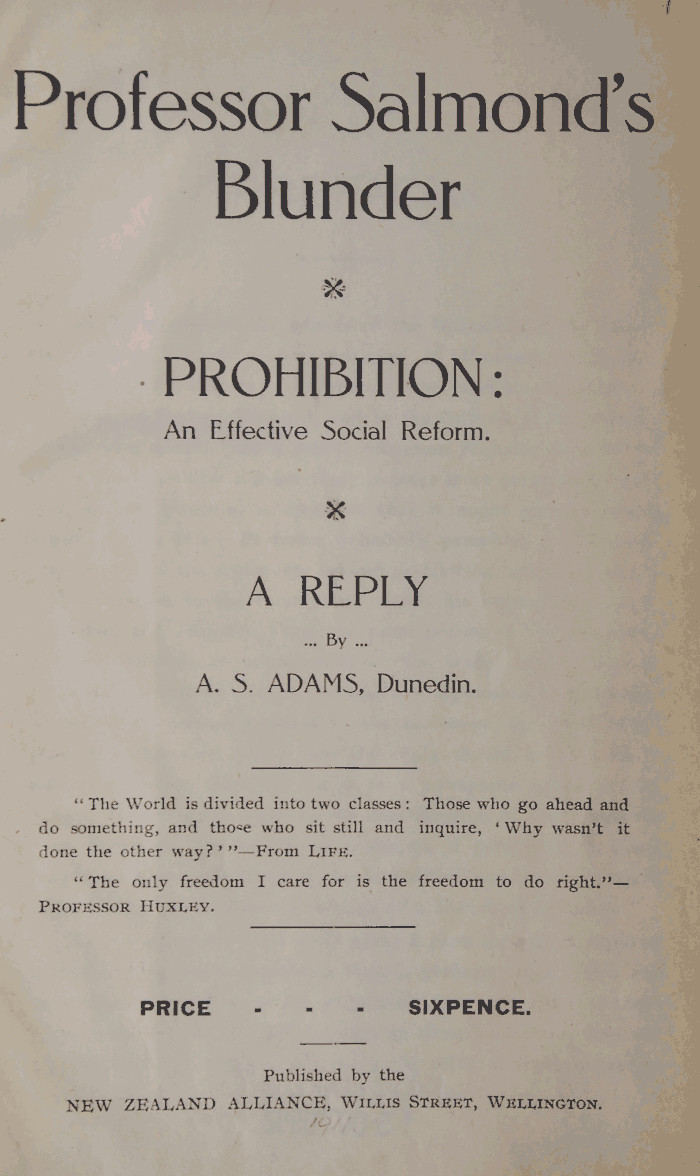 Professor Salmond's
Blunder
PROHIBITION:
An Effective Social Reform.
A REPLY
... By ...
A. S. ADAMS, Dunedin.
"The World is divided into two classes: Those who go ahead and
do something, and those who sit still and inquire, 'Why wasn't it
done the other way?'"—From LIFE.
"The only freedom I care for is the freedom to do right."—
PROFESSOR HUXLEY.
PRICE - - - SIXPENCE.
Published by the
NEW ZEALAND ALLIANCE, WILLIS STREET, WELLINGTON.